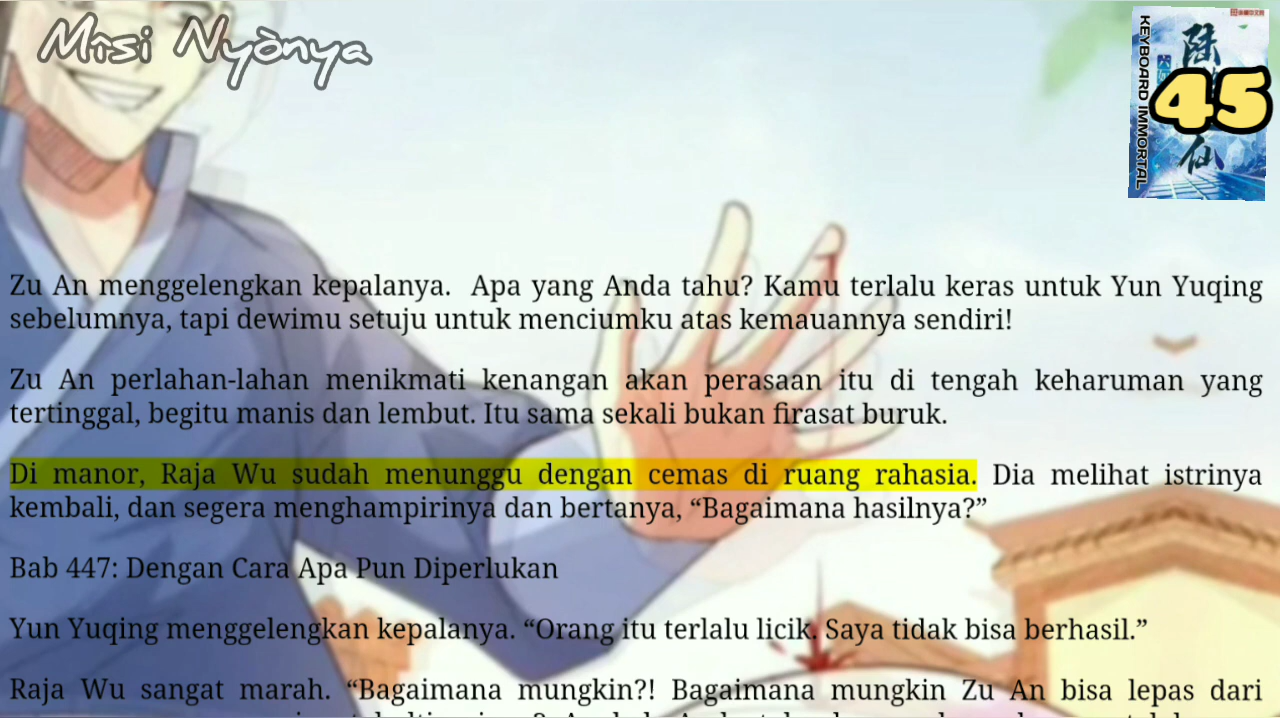 Mîsi Nyònya
KEYBOARD IMMORTAL
45
Zu An menggelengkan kepalanya.  Apa yang Anda tahu? Kamu terlalu keras untuk Yun Yuqing
sebelumnya, tapi dewimu setuju untuk menciumku atas kemauannya sendiri!
Zu An perlahan-lahan menikmati kenangan akan perasaan itu di tengah keharuman yang
tertinggal, begitu manis dan lembut. Itu sama sekali bukan firasat buruk.
Di manor, Raja Wu sudah menunggu dengan cemas di ruang rahasia. Dia melihat istrinya
kembali, dan segera menghampirinya dan bertanya, “Bagaimana hasilnya?”
Bab 447: Dengan Cara Apa Pun Diperlukan
Yun Yuqing menggelengkan kepalanya. “Orang itu terlalu licik. Saya tidak bisa berhasil.”
Raja Wu sangat marah. “Bagaimana mungkin?! Bagaimana mungkin Zu An bisa lepas dari